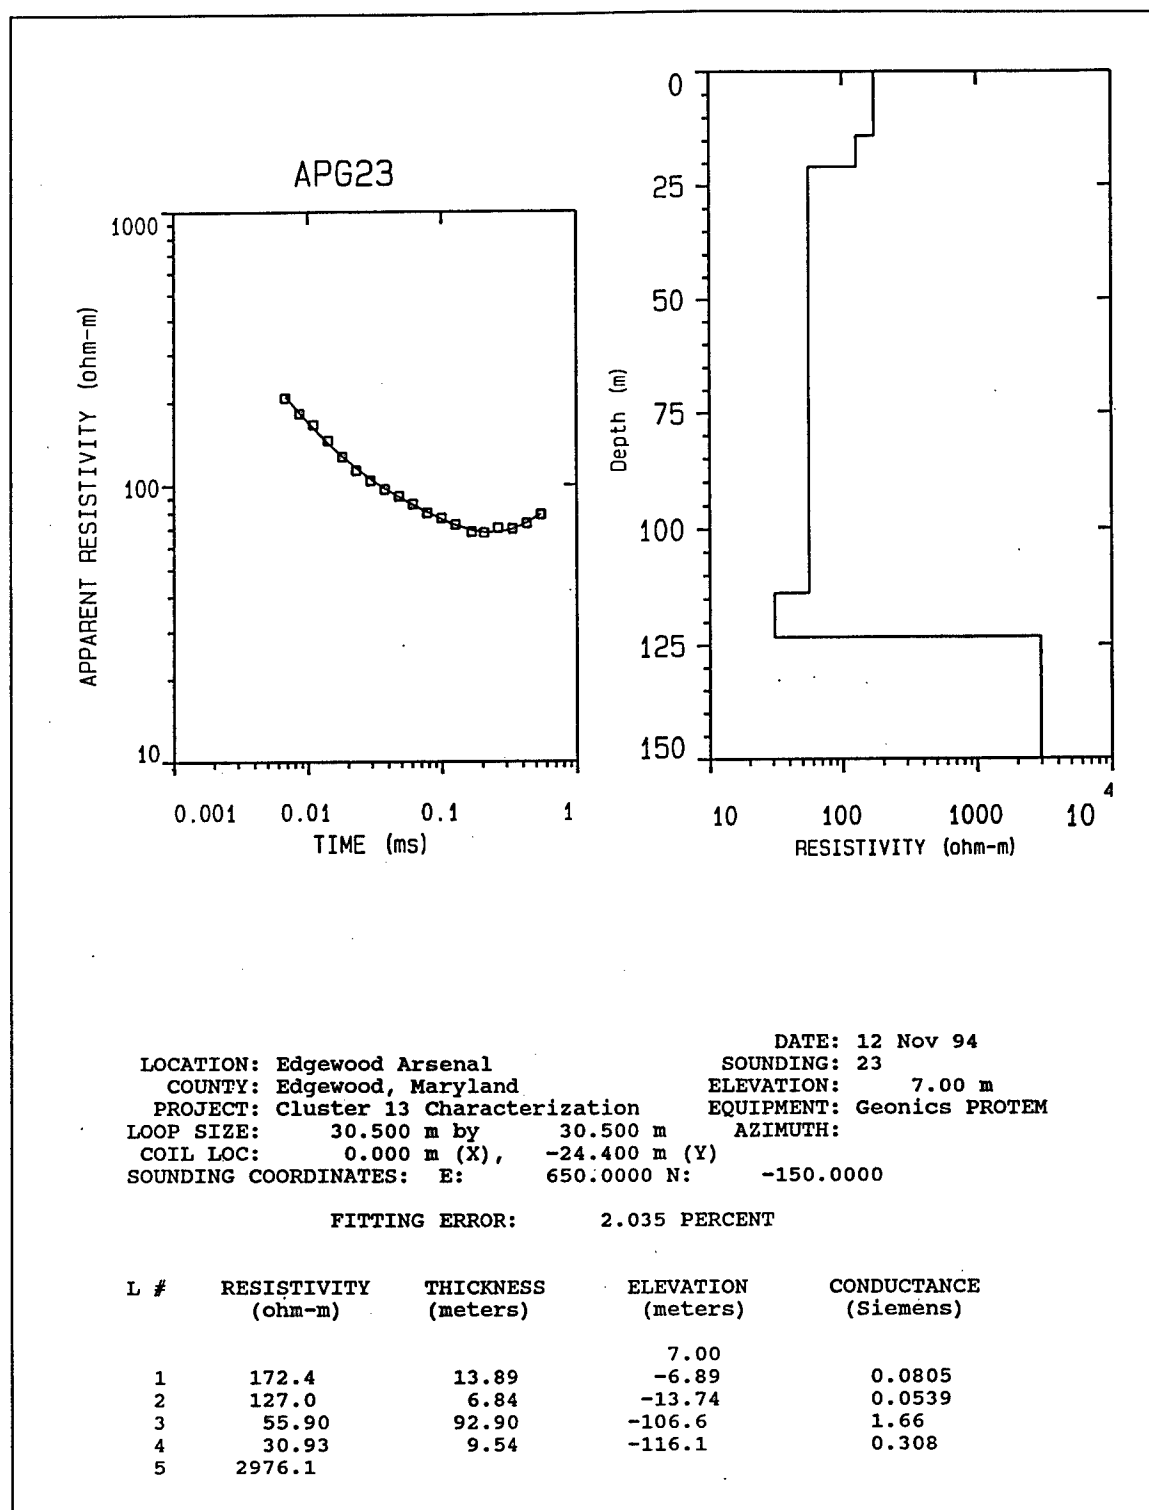 APG23
1000
100
10
APPARENT RESISTIVITY (ohm-m)
0.001 0.01 0.1 1
TIME (ms)
0
25
50
75
100
125
150
Depth (m)
10 100 1000 10 4
RESISTIVITY (ohm-m)
DATE: 12 Nov 94
LOCATION: Edgewood Arsenal SOUNDING: 23
COUNTY: Edgewood, Maryland ELEVATION: 7.00 m
PROJECT: Cluster 13 Characterization EQUIPMENT: Geonics PROTEM
LOOP SIZE: 30.500 m by 30.500 m AZIMUTH:
COIL LOC: 0.000 m (X), -24.400 m (Y)
SOUNDING COORDINATES: E: 650.0000 N: -150.0000
FITTING ERROR: 2.035 PERCENT
L # RESISTIVITY THICKNESS ELEVATION CONDUCTANCE
(ohm-m) (meters) (meters) (Siemens)
7.00
1 172.4 13.89 -6.89 0.0805
2 127.0 6.84 -13.74 0.0539
3 55.90 92.90 -106.6 1.66
4 30.93 9.54 -116.1 0.308
5 2976.1